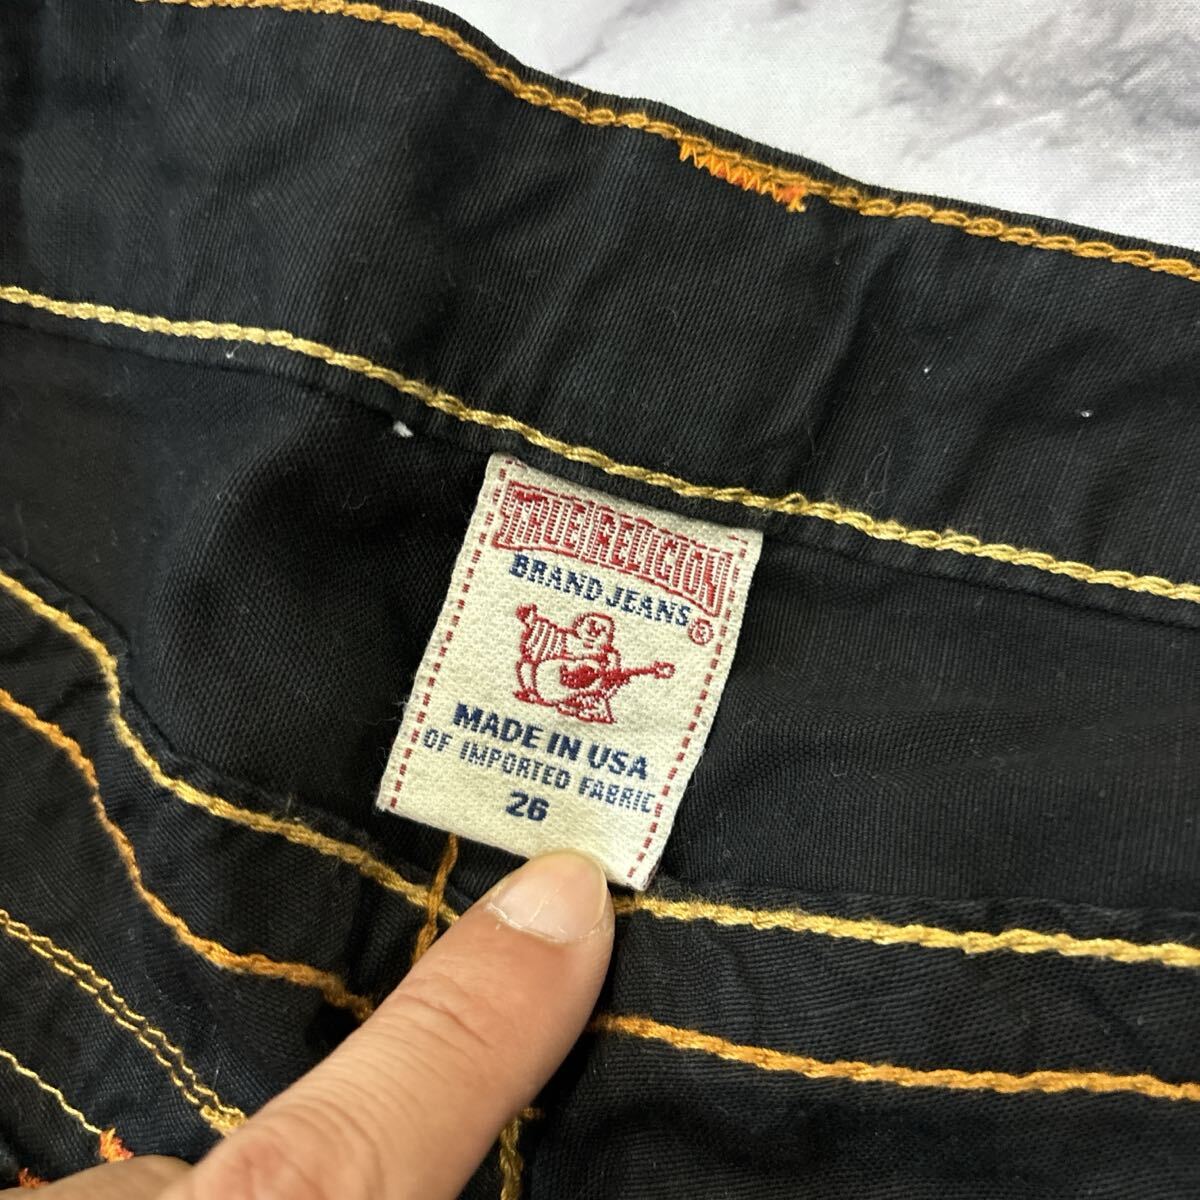 TRUE RELIGION
BRAND JEANS ®
MADE IN USA
OF IMPORTED FABRIC
26